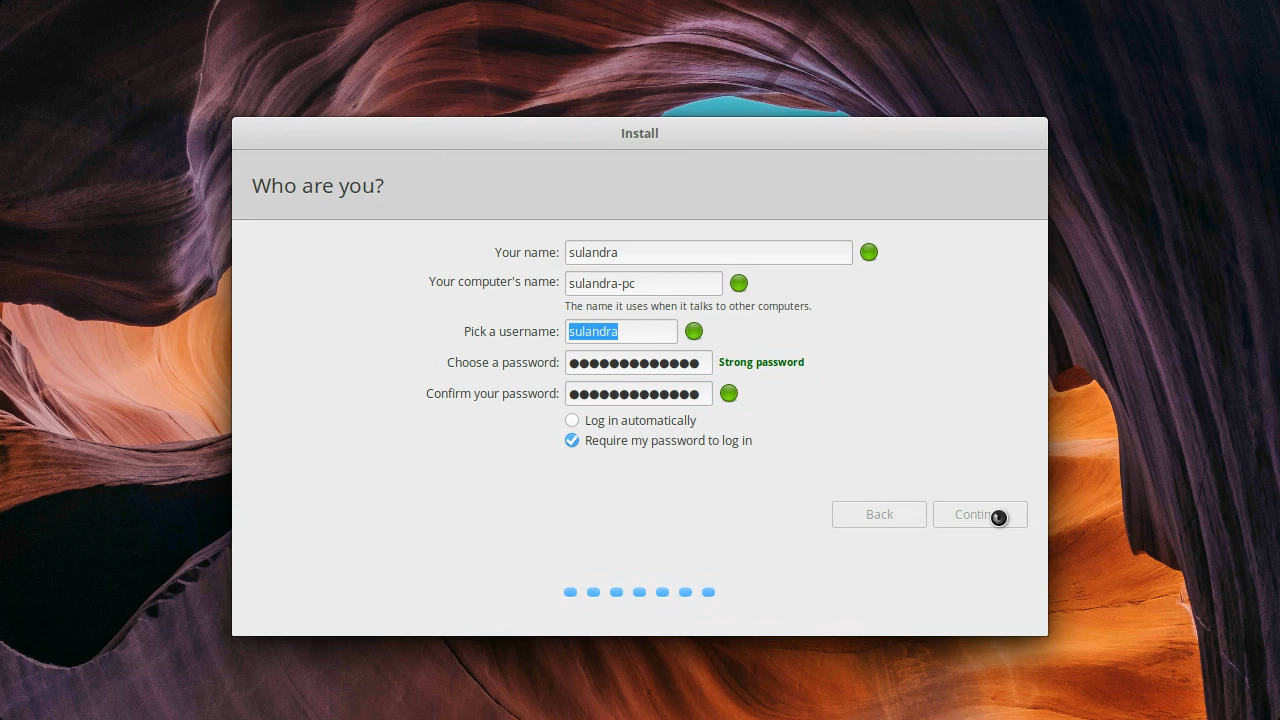 Install
Who are you?
Your name: sulandra
Your computer's name: sulandra-pc
The name it uses when it talks to other computers.
Pick a username: sulandra
Choose a password: ●●●●●●●●●●●●● Strong password
Confirm your password: ●●●●●●●●●●●●●
Log in automatically
Require my password to log in
Back Contin